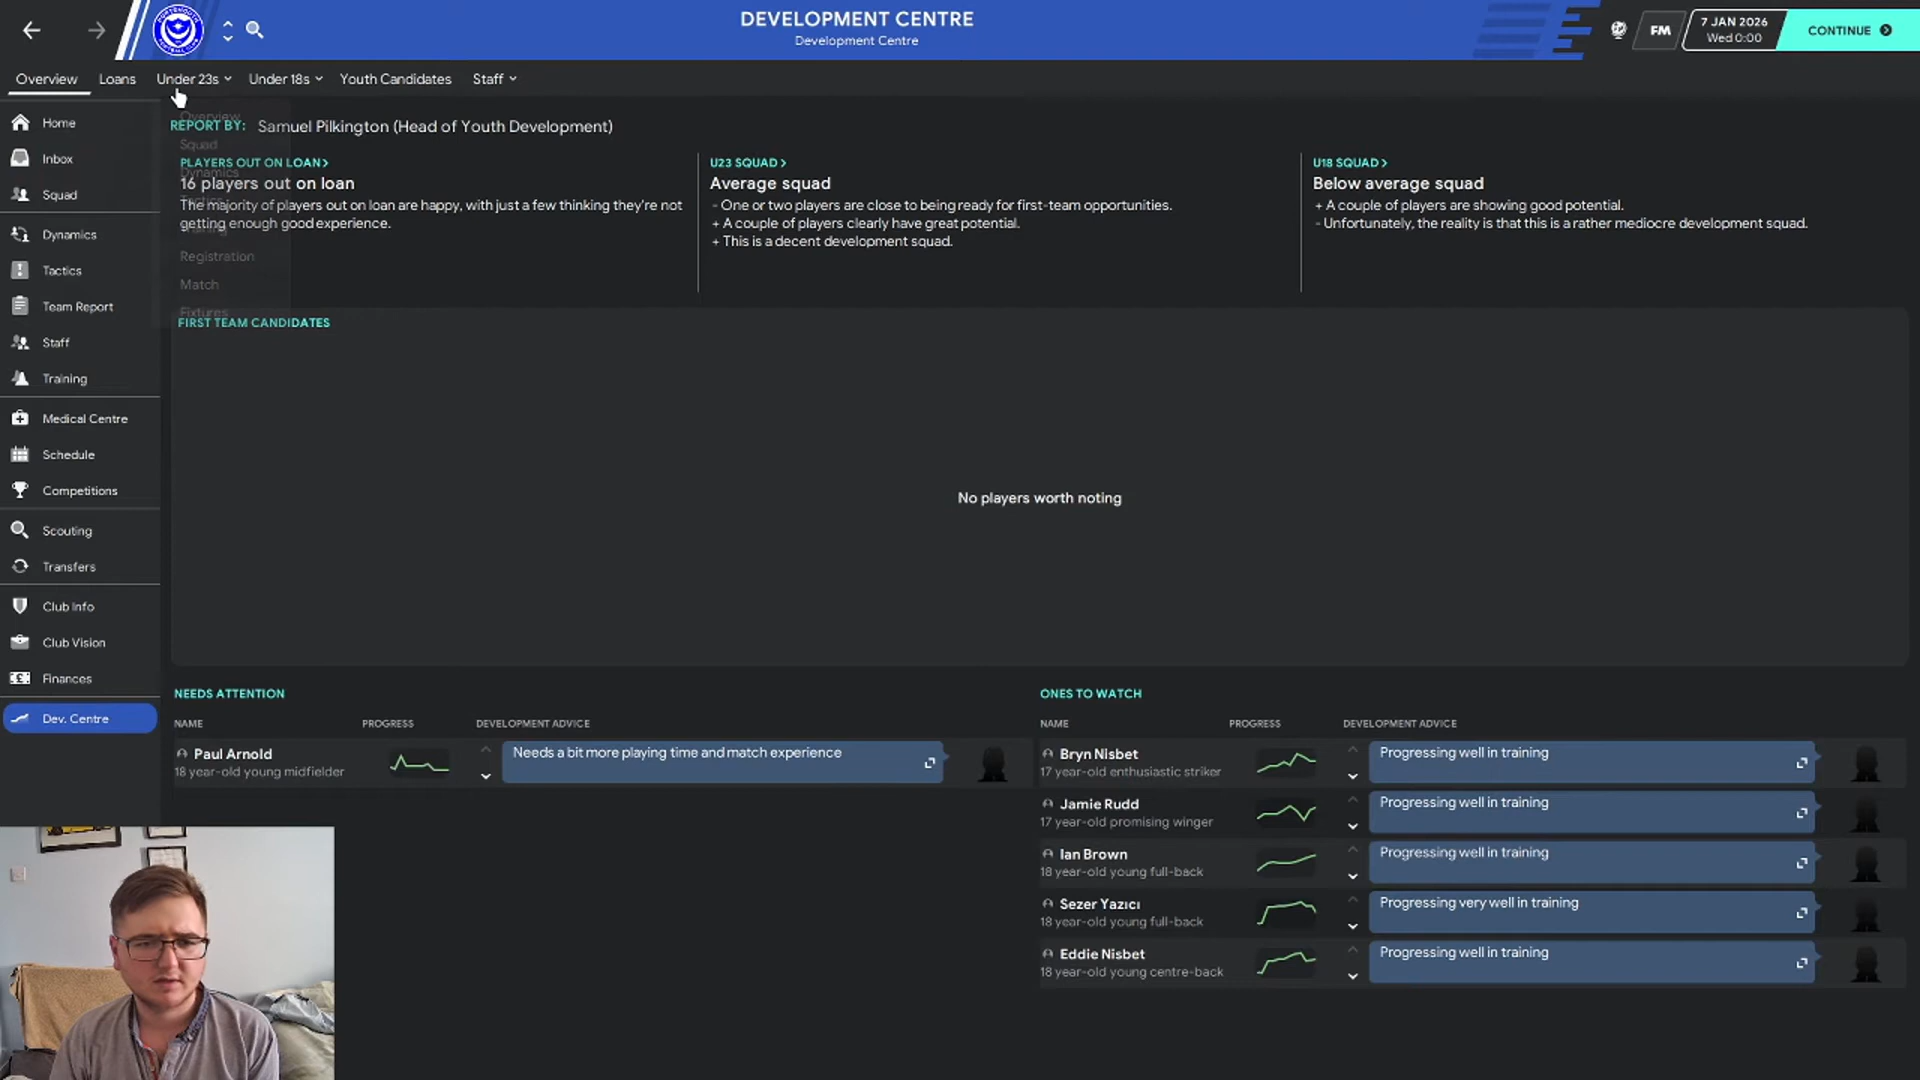 DEVELOPMENT CENTRE
Development Centre
FM
7 JAN 2026
Wed 0:00
CONTINUE
Overview
Loans
Under 23s
Under 18s
Youth Candidates
Staff
Home
Inbox
Squad
Dynamics
Tactics
Team Report
Staff
Training
Medical Centre
Schedule
Competitions
Scouting
Transfers
Club Info
Club Vision
Finances
Dev. Centre
Overview
Squad
Dynamics
Tactics
Training
Registration
Match
Fixtures
REPORT BY: Samuel Pilkington (Head of Youth Development)
PLAYERS OUT ON LOAN>
16 players out on loan
The majority of players out on loan are happy, with just a few thinking they're not
getting enough good experience.
U23 SQUAD>
Average squad
- One or two players are close to being ready for first-team opportunities.
+ A couple of players clearly have great potential.
+ This is a decent development squad.
U18 SQUAD>
Below average squad
+ A couple of players are showing good potential.
- Unfortunately, the reality is that this is a rather mediocre development squad.
FIRST TEAM CANDIDATES
No players worth noting
NEEDS ATTENTION
NAME PROGRESS DEVELOPMENT ADVICE
Paul Arnold
18 year-old young midfielder
Needs a bit more playing time and match experience
ONES TO WATCH
NAME PROGRESS DEVELOPMENT ADVICE
Bryn Nisbet
17 year-old enthusiastic striker
Progressing well in training
Jamie Rudd
17 year-old promising winger
Progressing well in training
Ian Brown
18 year-old young full-back
Progressing well in training
Sezer Yazıcı
18 year-old young full-back
Progressing very well in training
Eddie Nisbet
18 year-old young centre-back
Progressing well in training